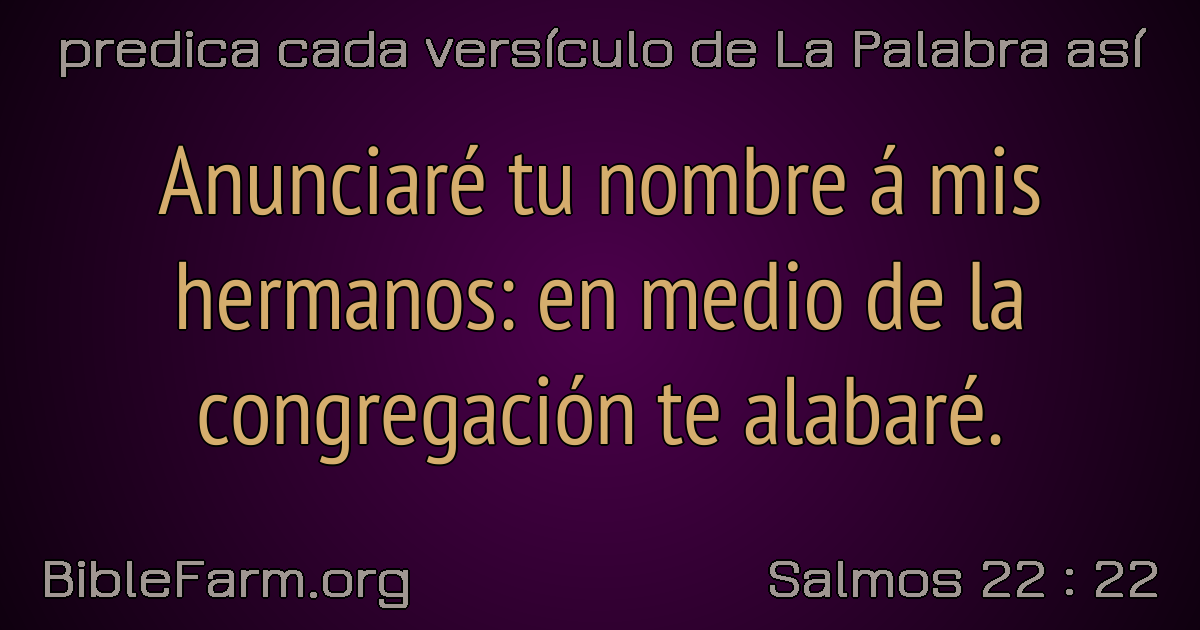 predica cada versículo de La Palabra así
Anunciaré tu nombre á mis
hermanos: en medio de la
congregación te alabaré.
BibleFarm.org
Salmos 22 : 22